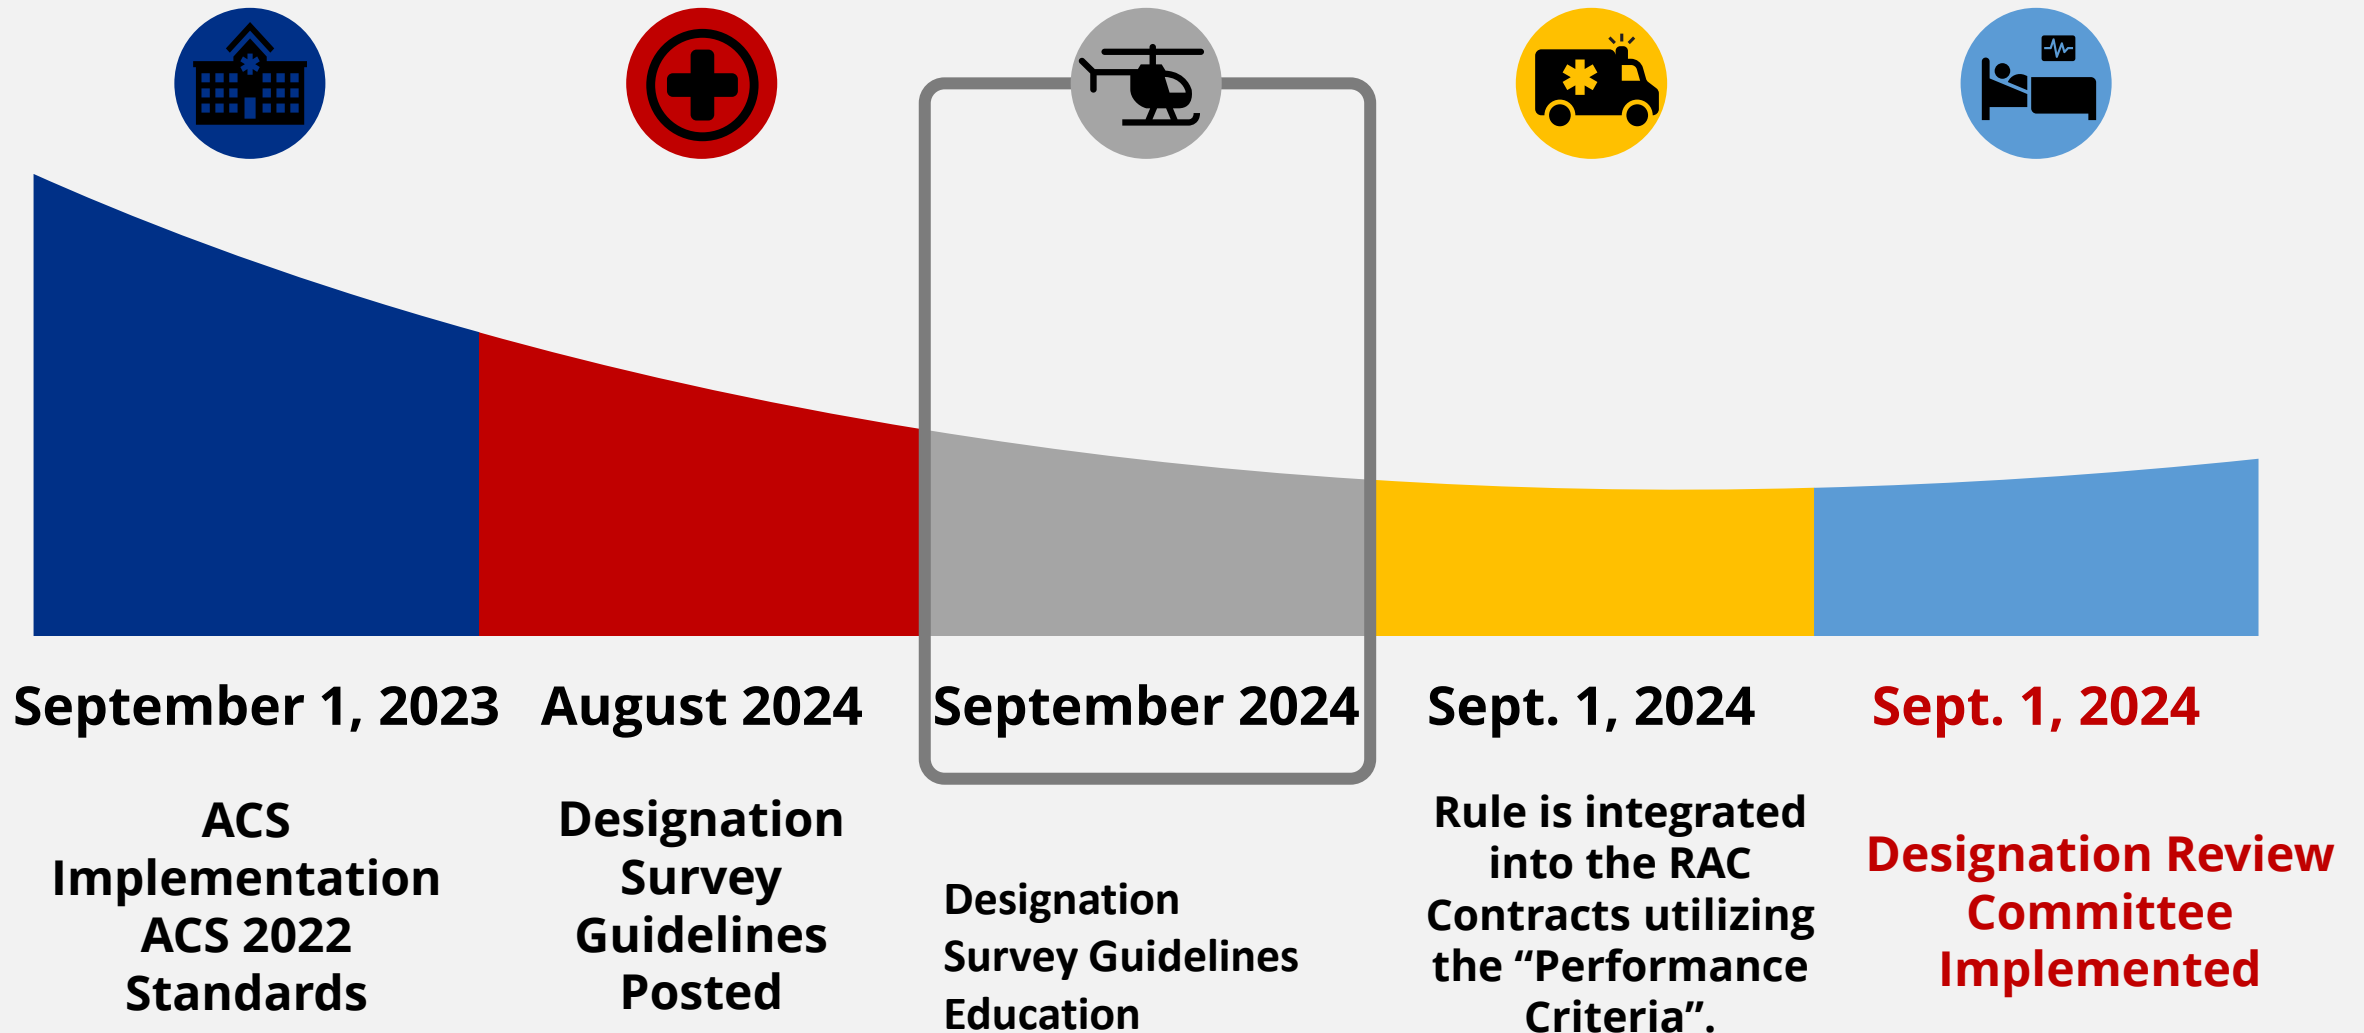 September 1, 2023
August 2024
September 2024
Sept. 1, 2024
Sept. 1, 2024
ACS
Implementation
ACS 2022
Standards
Designation
Survey
Guidelines
Posted
Designation
Survey Guidelines
Education
Rule is integrated
into the RAC
Contracts utilizing
the “Performance
Criteria”.
Designation Review
Committee
Implemented